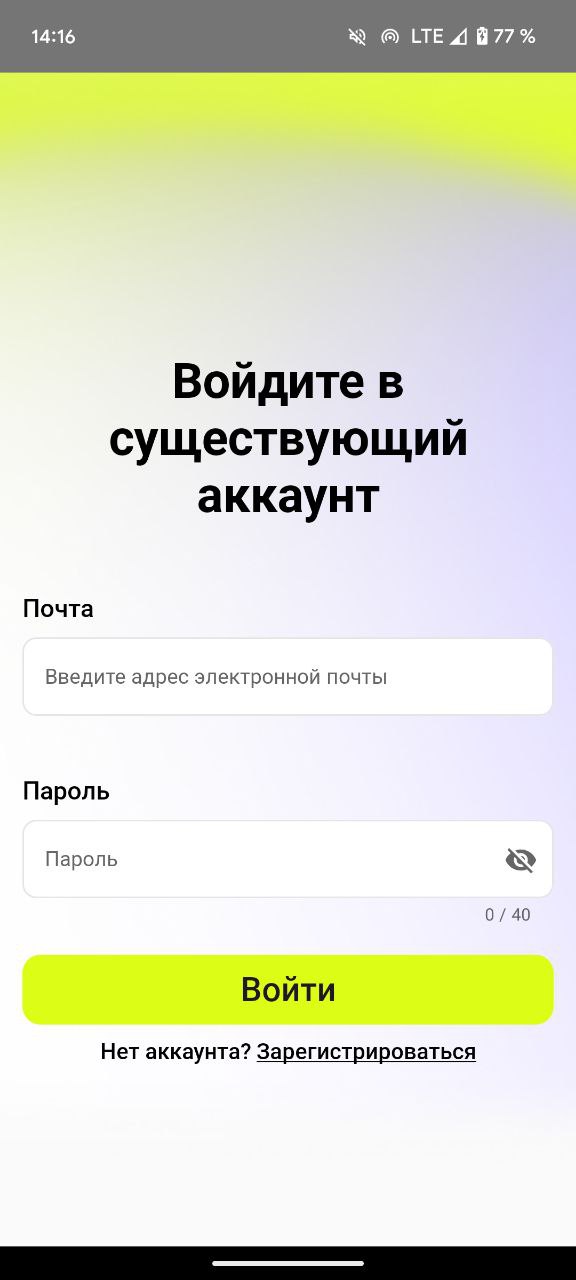 14:16 LTE 77 %
Войдите в
существующий
аккаунт
Почта
Введите адрес электронной почты
Пароль
Пароль
0 / 40
Войти
Нет аккаунта? Зарегистрироваться